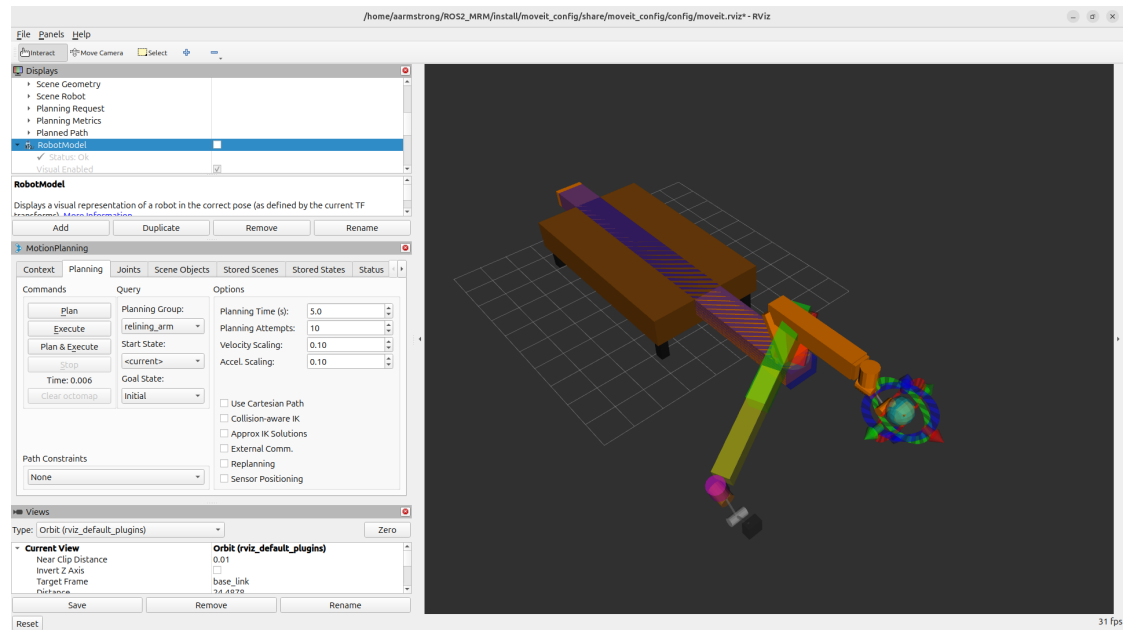 /home/aarmstrong/ROS2_MRM/install/moveit_config/share/moveit_config/config/moveit.rviz* - RViz
File Panels Help
Interact Move Camera Select
Displays
Scene Geometry
Scene Robot
Planning Request
Planning Metrics
Planned Path
RobotModel
✓ Status: Ok
Visual Enabled
RobotModel
Displays a visual representation of a robot in the correct pose (as defined by the current TF
transforms). More Information.
Add Duplicate Remove Rename
MotionPlanning
Context Planning Joints Scene Objects Stored Scenes Stored States Status
Commands Query Options
Plan Planning Group: Planning Time (s): 5.0
Execute relining_arm Planning Attempts: 10
Plan & Execute Start State: Velocity Scaling: 0.10
Stop <current> Accel. Scaling: 0.10
Time: 0.006 Goal State:
Clear octomap Initial
Use Cartesian Path
Collision-aware IK
Approx IK Solutions
External Comm.
Path Constraints Replanning
None Sensor Positioning
Views
Type: Orbit (rviz_default_plugins) Zero
Current View Orbit (rviz_default_plugins)
Near Clip Distance 0.01
Invert Z Axis
Target Frame base_link
Distance 24.4878
Save Remove Rename
Reset 31 fps